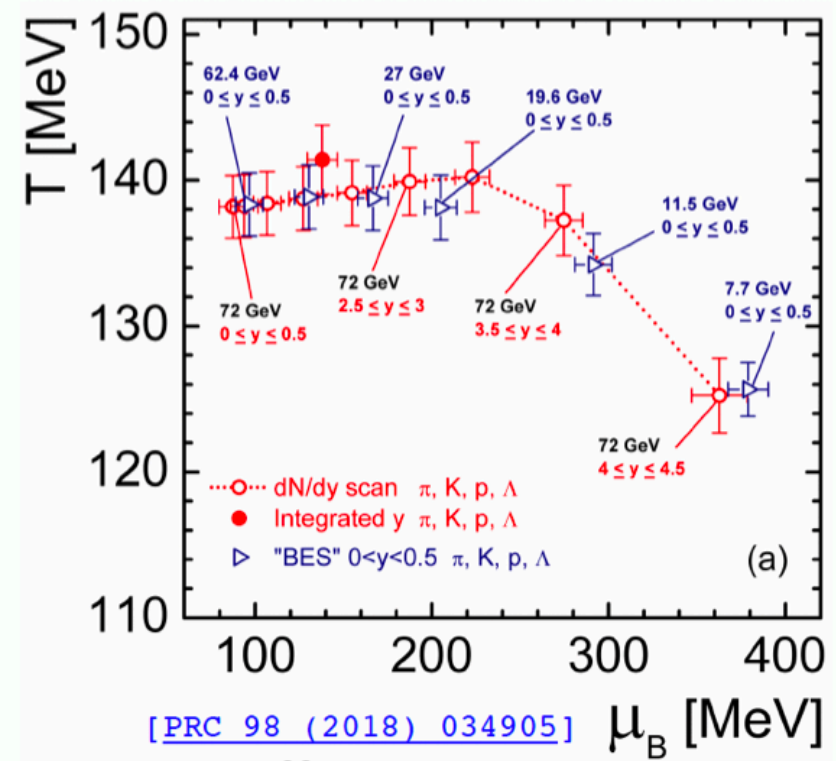 T [MeV]
150
140
130
120
110
62.4 GeV
0 ≤ y ≤ 0.5
27 GeV
0 ≤ y ≤ 0.5
19.6 GeV
0 ≤ y ≤ 0.5
11.5 GeV
0 ≤ y ≤ 0.5
7.7 GeV
0 ≤ y ≤ 0.5
72 GeV
0 ≤ y ≤ 0.5
72 GeV
2.5 ≤ y ≤ 3
72 GeV
3.5 ≤ y ≤ 4
72 GeV
4 ≤ y ≤ 4.5
dN/dy scan π, K, p, Λ
Integrated y π, K, p, Λ
"BES" 0<y<0.5 π, K, p, Λ
(a)
100 200 300 400
[PRC 98 (2018) 034905]
μB [MeV]